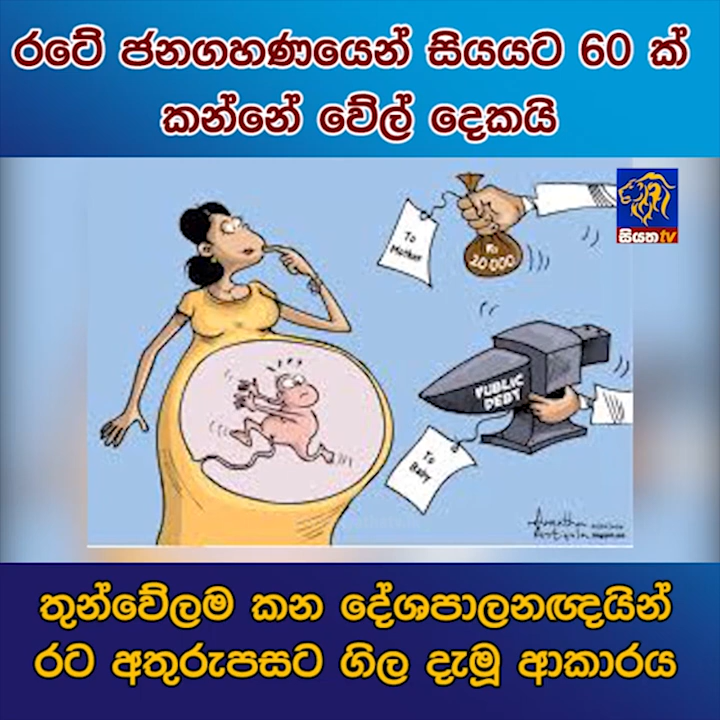 රටේ ජනගහණයෙන් සියයට 60 ක්
කන්නේ වේල් දෙකයි
සියත tv
To
Mother
Rs
20 000
PUBLIC
DEBT
To
Baby
තුන්වේලම කන දේශපාලනඥයින්
රට අතුරුපසට ගිල දැමූ ආකාරය